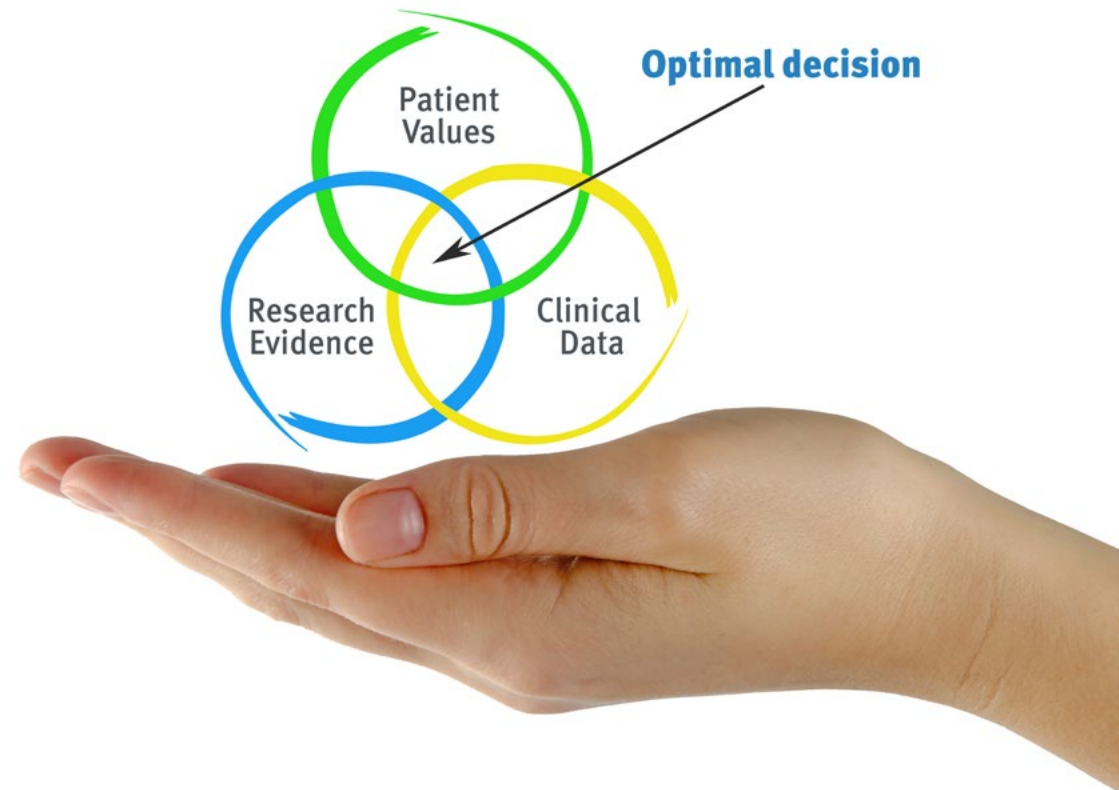 Optimal decision
Patient
Values
Research
Evidence
Clinical
Data